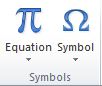 π Ω
Equation Symbol
Symbols